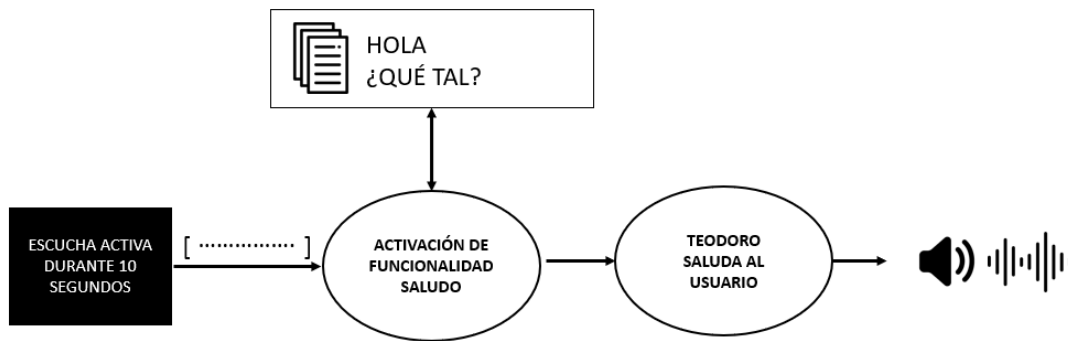 HOLA
¿QUÉ TAL?
ESCUCHA ACTIVA
DURANTE 10
SEGUNDOS
[ ................ ]
ACTIVACIÓN DE
FUNCIONALIDAD
SALUDO
TEODORO
SALUDA AL
USUARIO